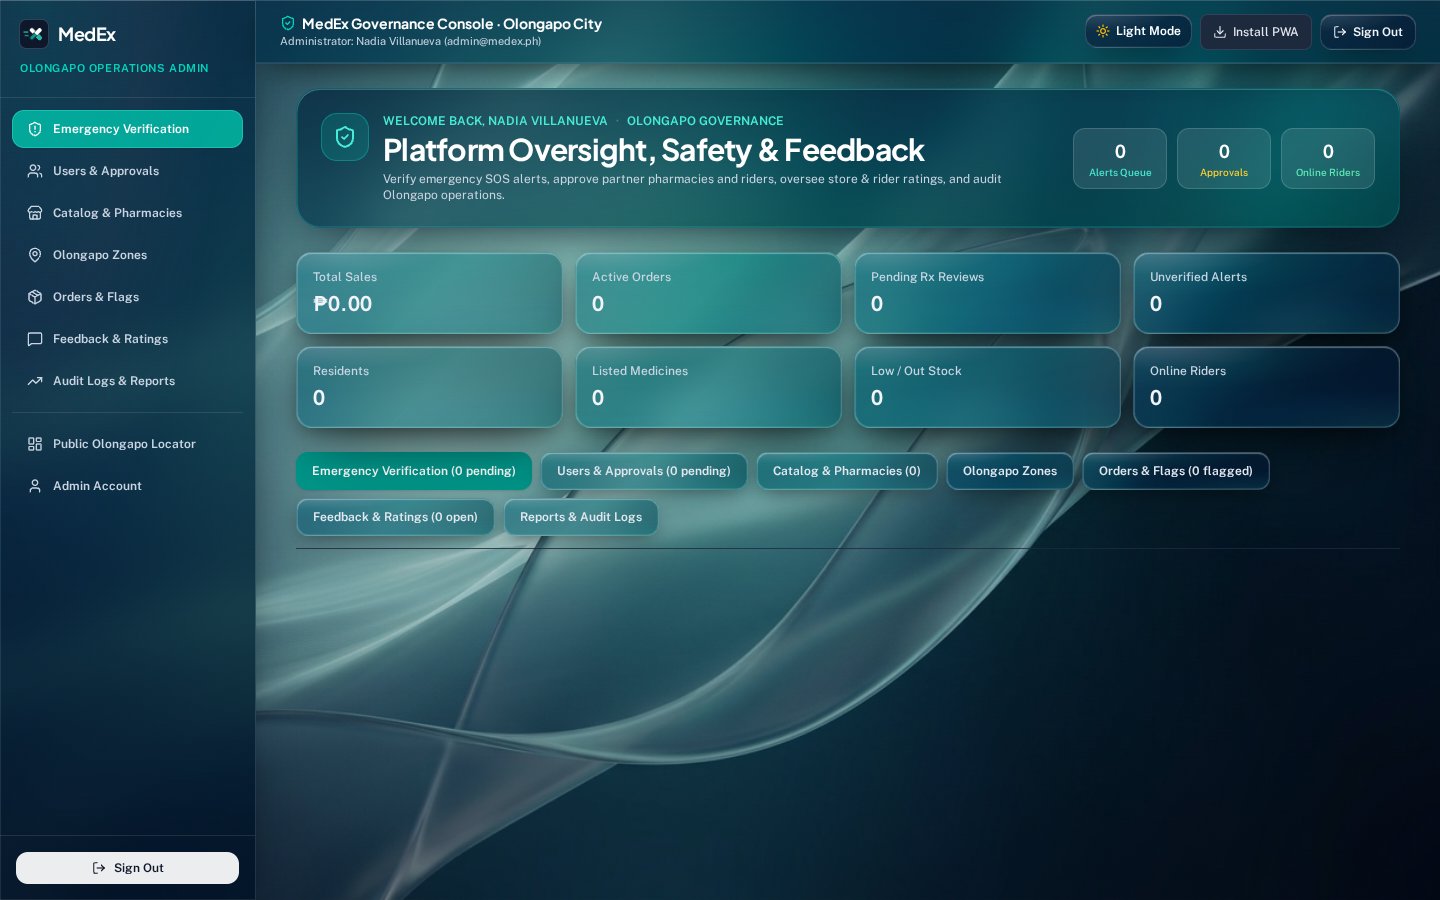 MedEx
OLONGAPO OPERATIONS ADMIN
Emergency Verification
Users & Approvals
Catalog & Pharmacies
Olongapo Zones
Orders & Flags
Feedback & Ratings
Audit Logs & Reports
Public Olongapo Locator
Admin Account
Sign Out
MedEx Governance Console · Olongapo City
Administrator: Nadia Villanueva (admin@medex.ph)
Light Mode
Install PWA
Sign Out
WELCOME BACK, NADIA VILLANUEVA · OLONGAPO GOVERNANCE
Platform Oversight, Safety & Feedback
Verify emergency SOS alerts, approve partner pharmacies and riders, oversee store & rider ratings, and audit
Olongapo operations.
0
Alerts Queue
0
Approvals
0
Online Riders
Total Sales
₱0.00
Active Orders
0
Pending Rx Reviews
0
Unverified Alerts
0
Residents
0
Listed Medicines
0
Low / Out Stock
0
Online Riders
0
Emergency Verification (0 pending)
Users & Approvals (0 pending)
Catalog & Pharmacies (0)
Olongapo Zones
Orders & Flags (0 flagged)
Feedback & Ratings (0 open)
Reports & Audit Logs